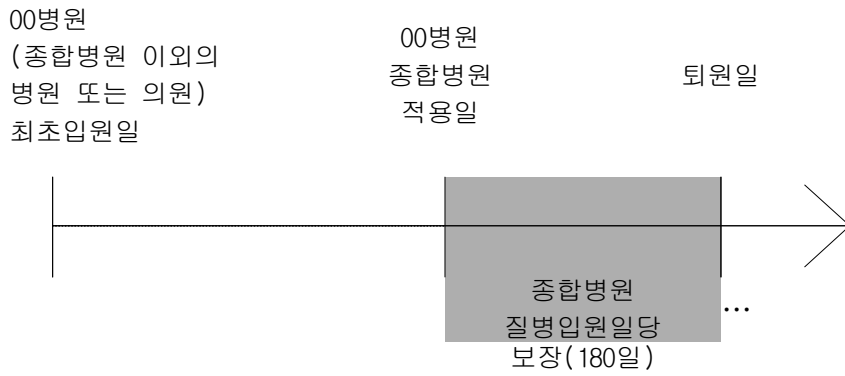 00병원
(종합병원 이외의
병원 또는 의원)
최초입원일
00병원
종합병원
적용일
퇴원일
종합병원
질병입원일당
보장(180일)
...